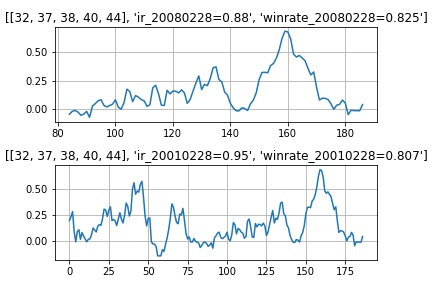 [[32, 37, 38, 40, 44], 'ir_20080228=0.88', 'winrate_20080228=0.825']
0.50
0.25
0.00
80 100 120 140 160 180
[[32, 37, 38, 40, 44], 'ir_20010228=0.95', 'winrate_20010228=0.807']
0.50
0.25
0.00
0 25 50 75 100 125 150 175